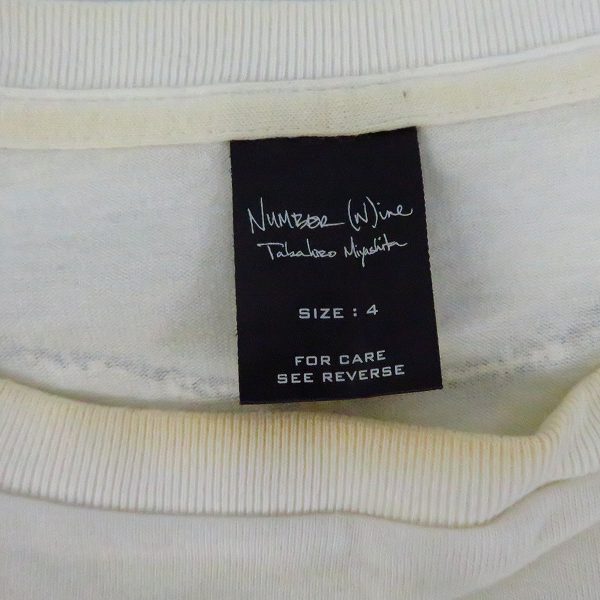 NUMBER (N)ine
Takahiro Miyashita
SIZE : 4
FOR CARE
SEE REVERSE